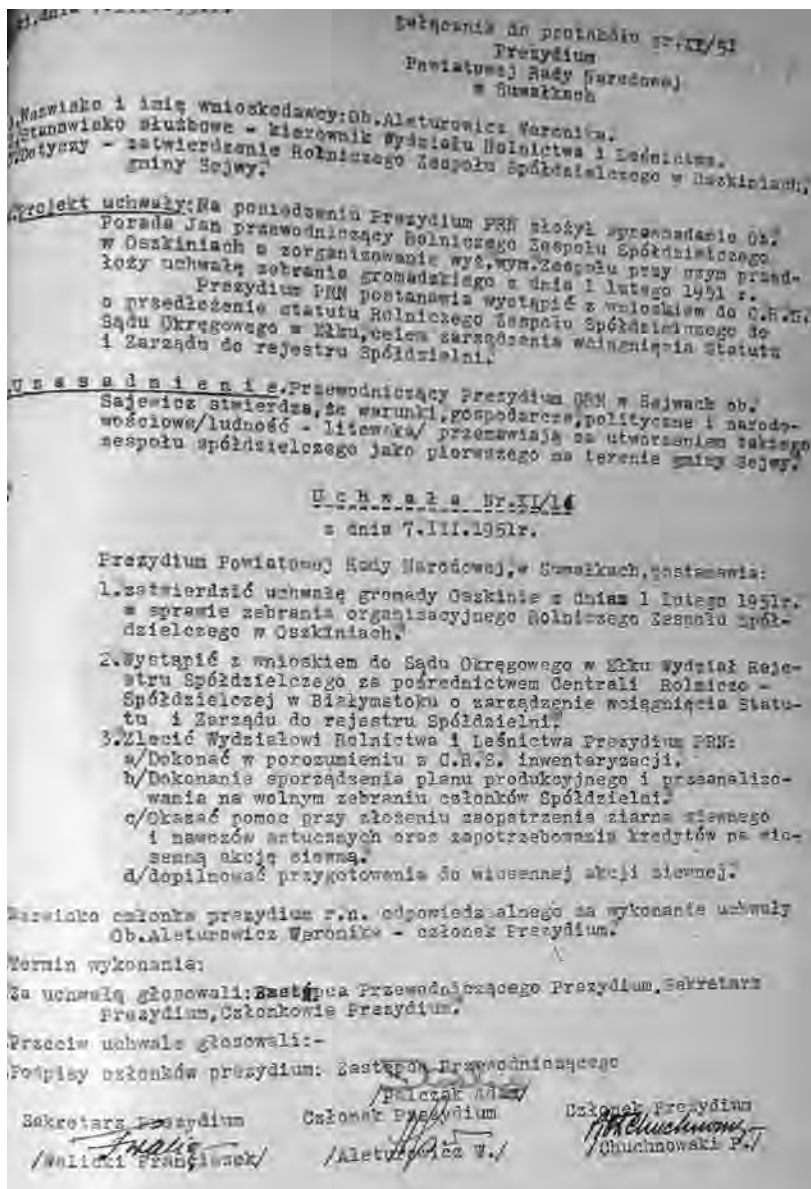 Załącznik do protokółu nr.XI/51
Prezydium
Powiatowej Rady Narodowej
w Suwałkach
Nazwisko i imię wnioskodawcy:Ob.Aleturowicz Weronika.
Stanowisko służbowe - kierownik Wydziału Rolnictwa i Leśnictwa.
Dotyczy - zatwierdzenie Rolniczego Zespołu Spółdzielczego w Oszkiniach,
gminy Sejwy.
Projekt uchwały:Na posiedzeniu Prezydium PRN złożył sprawozdanie Ob.
Porada Jan przewodniczący Rolniczego Zespołu Spółdzielczego
w Oszkiniach o zorganizowanie wyż.wym.Zespołu przy czym przed-
łoży uchwałę zebrania gromadzkiego z dnia 1 lutego 1951 r.
Prezydium PRN postanawia wystąpić z wnioskiem do C.R.S.
o przedłożenie statutu Rolniczego Zespołu Spółdzielczego do
Sądu Okręgowego w Ełku,celem zarządzenia wciągnięcia Statutu
i Zarządu do rejestru Spółdzielni.
U z a s a d n i e n i e.Przewodniczący Prezydium GRN w Sejwach ob.
Sajewicz stwierdza,że warunki,gospodarcze,polityczne i narodo-
wościowe/ludność - litewska/ przemawiają za utworzeniem takiego
zespołu spółdzielczego jako pierwszego na terenie gminy Sejwy.
U c h w a ł a Nr.XI/14
z dnia 7.III.1951r.
Prezydium Powiatowej Rady Narodowej,w Suwałkach,postanawia:
1.zatwierdzić uchwałę gromady Oszkinie z dniam 1 lutego 1951r.
w sprawie zebrania organizacyjnego Rolniczego Zespołu Spół-
dzielczego w Oszkiniach.
2.Wystąpić z wnioskiem do Sądu Okręgowego w Ełku Wydział Reje-
stru Spółdzielczego za pośrednictwem Centrali Rolniczo -
Spółdzielczej w Białymstoku o zarządzenie wciągnięcia Statu-
tu i Zarządu do rejestru Spółdzielni.
3.Zlecić Wydziałowi Rolnictwa i Leśnictwa Prezydium PRN:
a/Dokonać w porozumieniu z C.R.S. inwentaryzacji.
b/Dokonania sporządzenia planu produkcyjnego i przeanalizo-
wania na wolnym zebraniu członków Spółdzielni.
c/Okazać pomoc przy złożeniu zaopatrzenia ziarna siewnego
i nawozów sztucznych oraz zapotrzebowania kredytów na wio-
senną akcję siewną.
d/dopilnować przygotowania do wiosennej akcji siewnej.
Nazwisko członka prezydium r.n. odpowiedzialnego za wykonanie uchwały
Ob.Aleturowicz Weronika - członek Prezydium.
Termin wykonania:
Za uchwałą głosowali:Zastępca Przewodniczącego Prezydium,Sekretarz
Prezydium,Członkowie Prezydium.
Przeciw uchwale głosowali:-
Podpisy członków prezydium: Zastępca Przewodniczącego
/Palczak Adam/
Sekretarz Prezydium Członek Prezydium Członek Prezydium
/Walicki Franciszek/ /Aleturowicz W./ /Chuchnowski P./